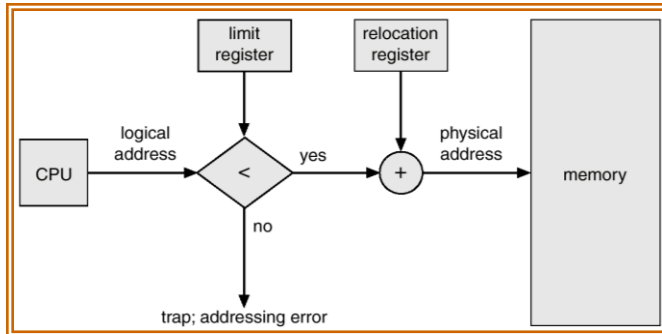 limit
register
relocation
register
logical
address
physical
address
CPU
<
yes
+
memory
no
trap; addressing error